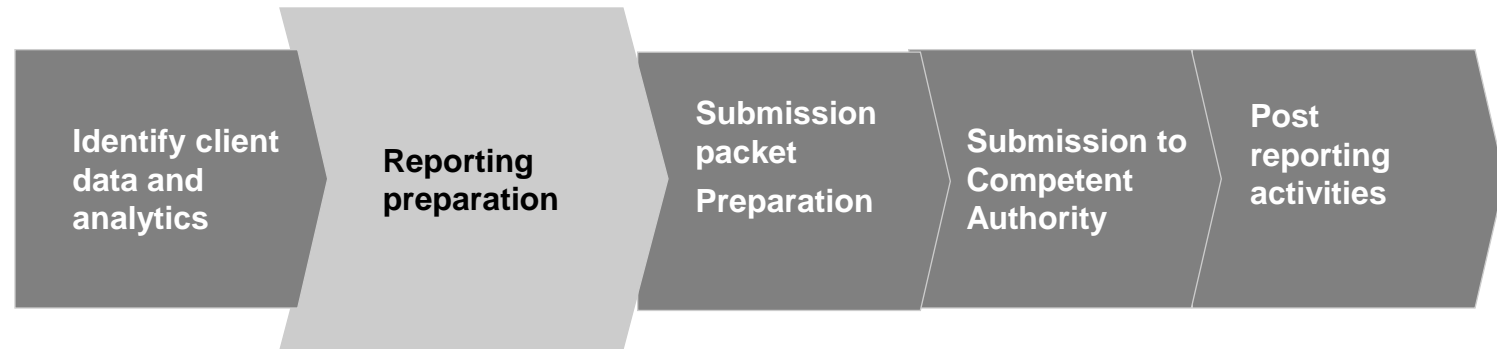 Identify client
data and
analytics
Reporting
preparation
Submission
packet
Preparation
Submission to
Competent
Authority
Post
reporting
activities